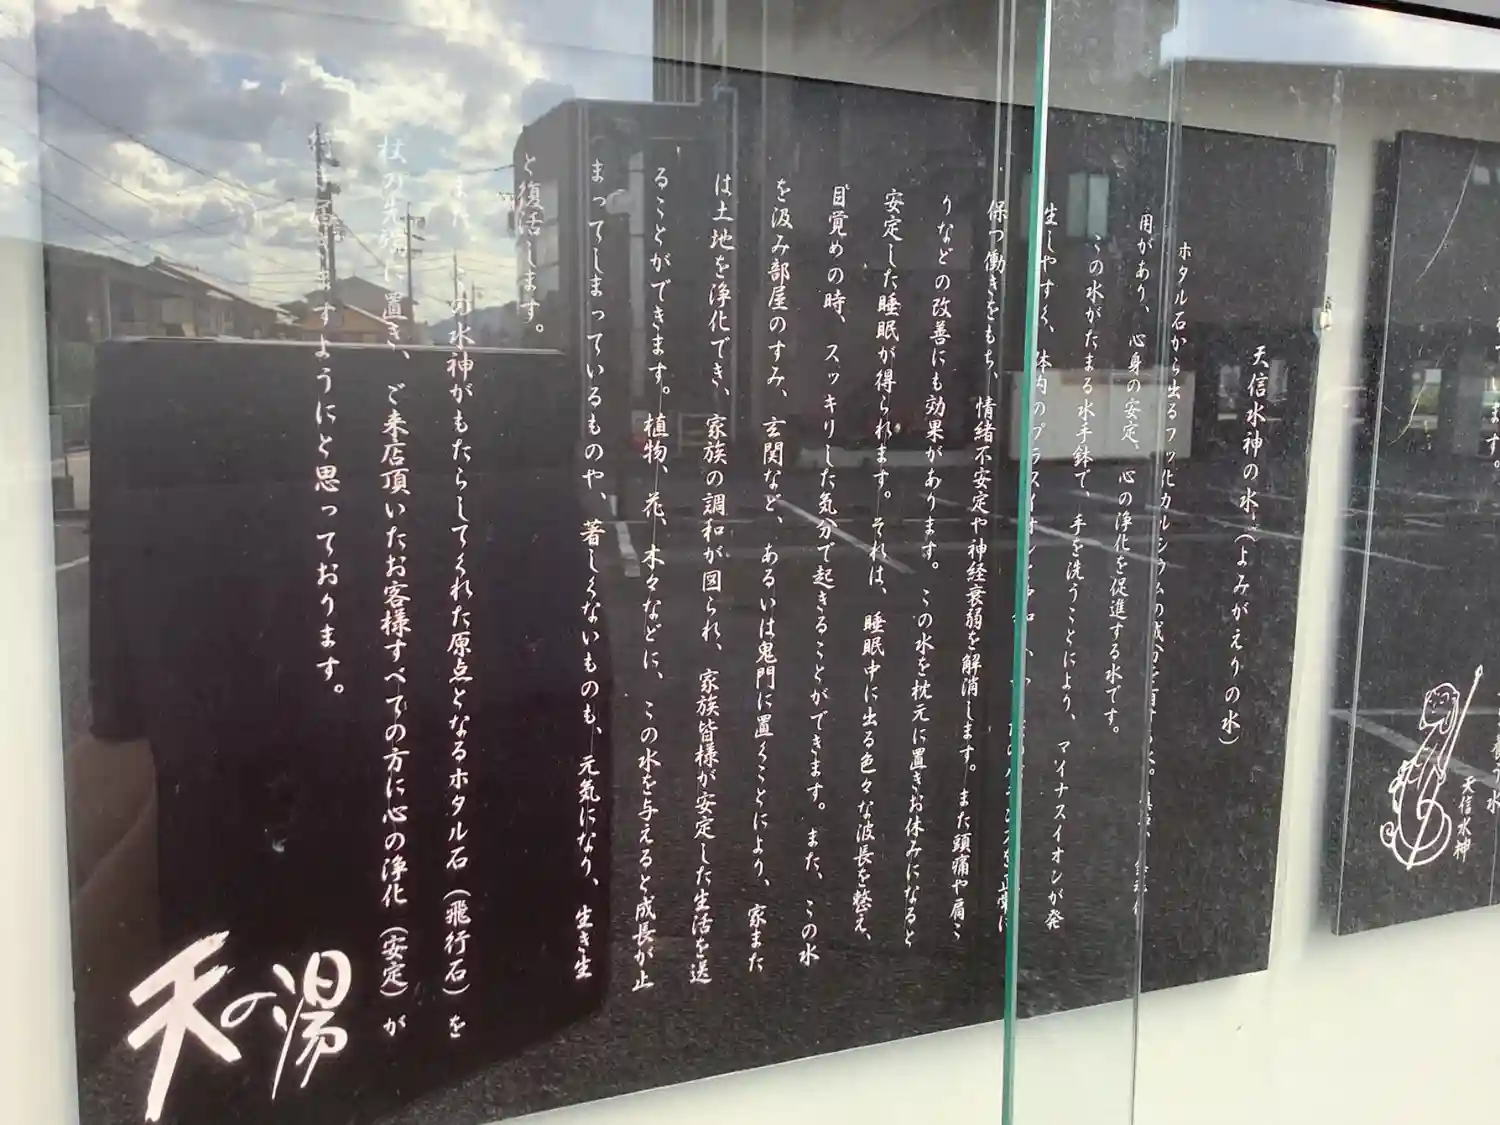 天信水神の水 (よみがえりの水)
ホタル石から出るフッ化カルシウムの成分を
用があり、心身の安定、心の浄化を促進する水です。
この水がたまる水手鉢で、手を洗うことにより、マイナスイオンが発
生しやすく、体内のプラスイオンと
保つ働きをもち、情緒不安定や神経衰弱を解消します。また頭痛や肩こ
りなどの改善にも効果があります。この水を枕元に置きお休みになると
安定した睡眠が得られます。それは、睡眠中に出る色々な波長を整え、
目覚めの時、スッキリした気分で起きることができます。また、この水
を汲み部屋のすみ、玄関など、あるいは鬼門に置くことにより、家また
は土地を浄化でき、家族の調和が図られ、家族皆様が安定した生活を送
ることができます。植物、花、木々などに、この水を与えると成長が止
まってしまっているものや、著しくないものも、元気になり、生き生
と復活します。
また、この水神がもたらしてくれた原点となるホタル石(飛行石)を
杖の先端に置き、ご来店頂いたお客様すべての方に心の浄化(安定)が
ますようにと思っております。
天の湯
ます。
水
天信水神